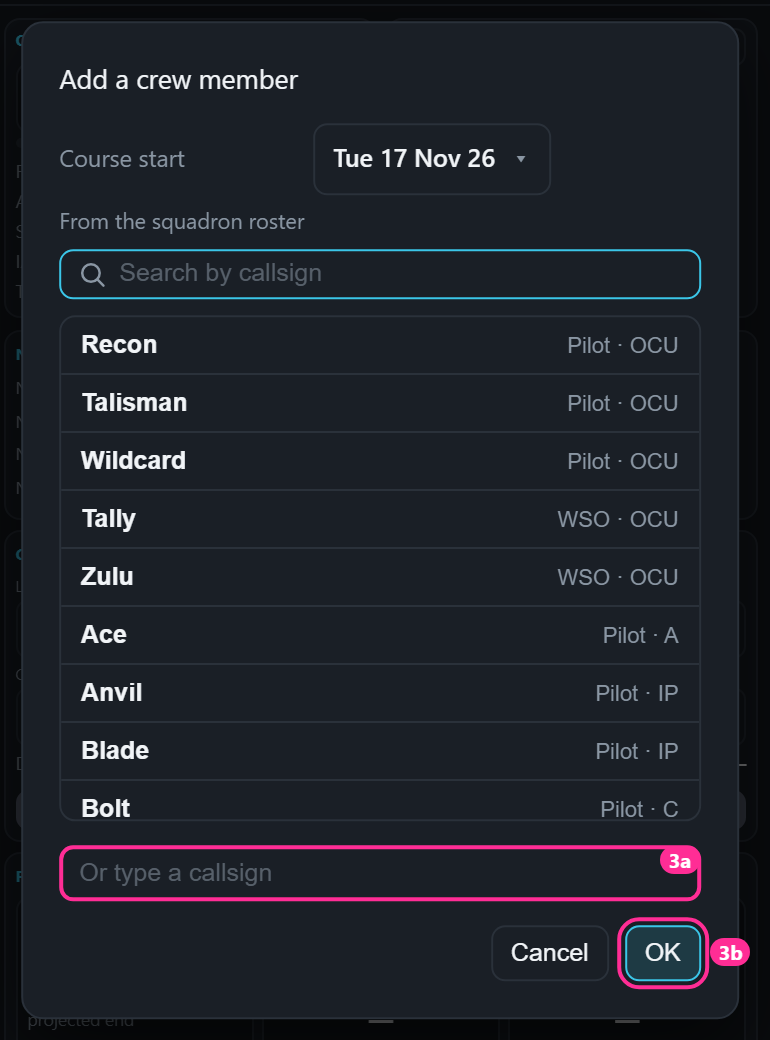 Add a crew member
Course start Tue 17 Nov 26
From the squadron roster
Search by callsign
Recon Pilot · OCU
Talisman Pilot · OCU
Wildcard Pilot · OCU
Tally WSO · OCU
Zulu WSO · OCU
Ace Pilot · A
Anvil Pilot · IP
Blade Pilot · IP
Bolt Pilot · C
Or type a callsign 3a
Cancel OK 3b
projected end